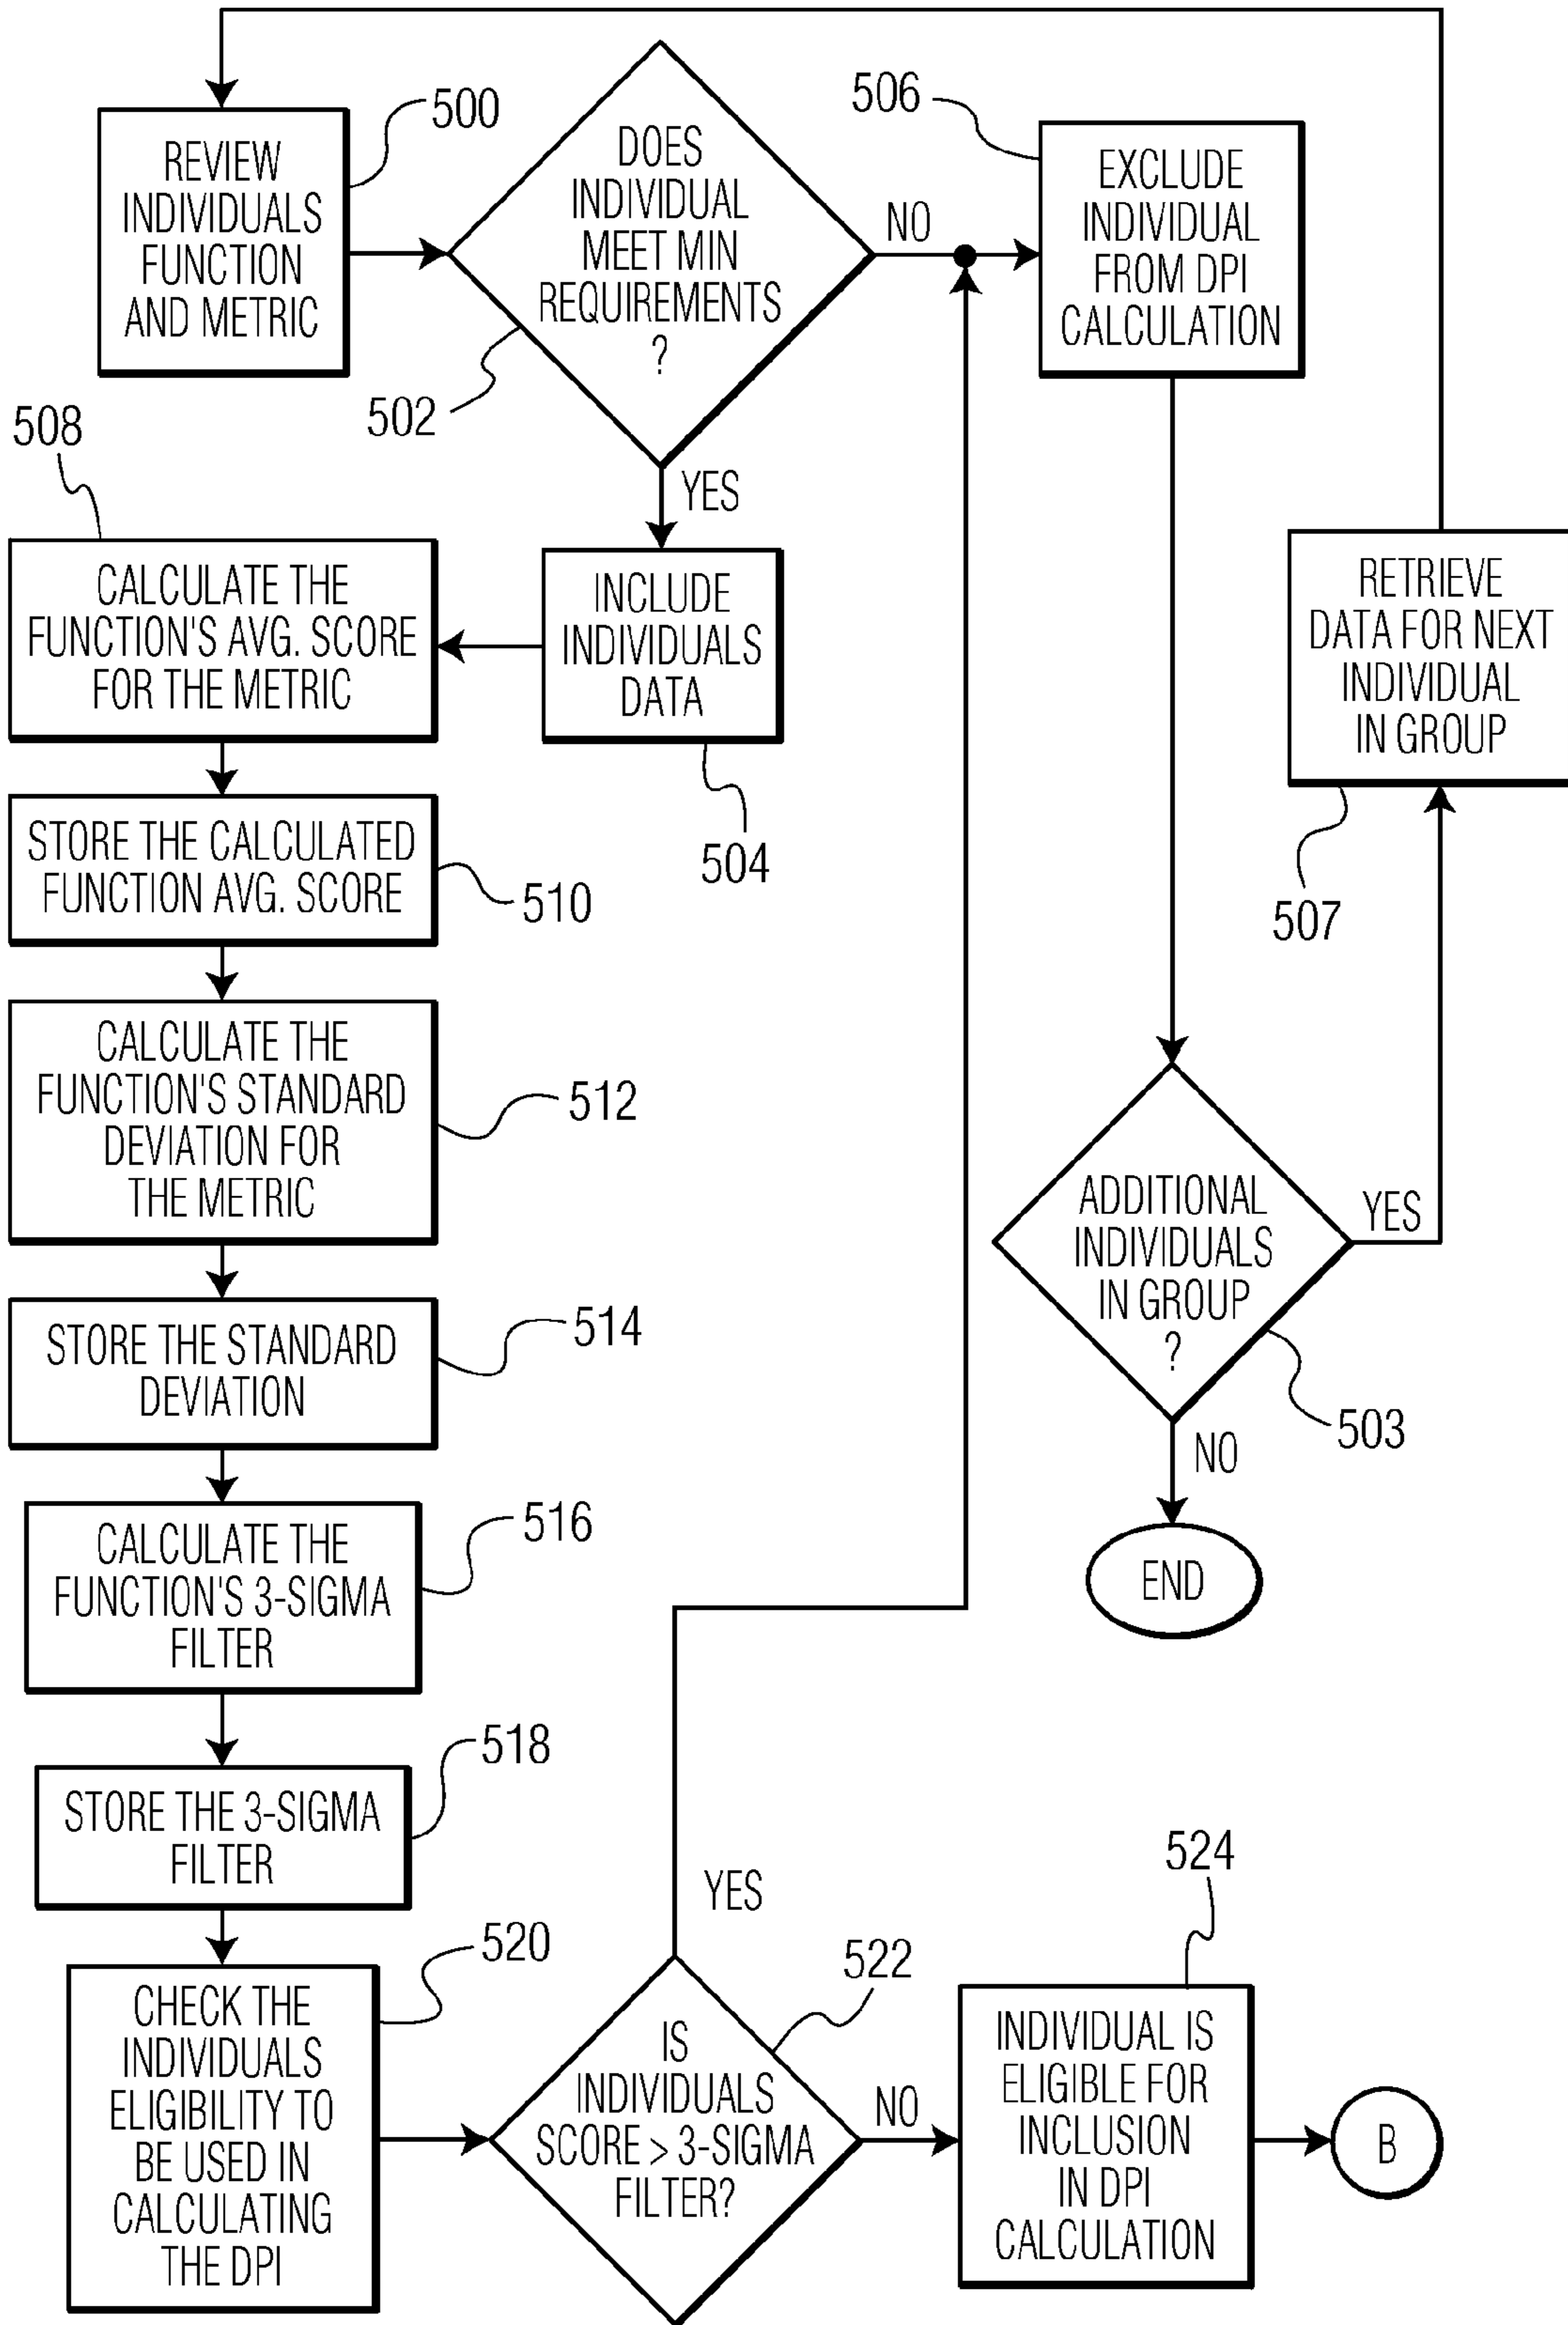 REVIEW
INDIVIDUALS
FUNCTION
AND METRIC
500
DOES
INDIVIDUAL
MEET MIN
REQUIREMENTS
?
502
NO
506
EXCLUDE
INDIVIDUAL
FROM DPI
CALCULATION
YES
508
CALCULATE THE
FUNCTION'S AVG. SCORE
FOR THE METRIC
INCLUDE
INDIVIDUALS
DATA
504
RETRIEVE
DATA FOR NEXT
INDIVIDUAL
IN GROUP
507
STORE THE CALCULATED
FUNCTION AVG. SCORE
510
CALCULATE THE
FUNCTION'S STANDARD
DEVIATION FOR
THE METRIC
512
ADDITIONAL
INDIVIDUALS
IN GROUP
?
YES
503
NO
END
STORE THE STANDARD
DEVIATION
514
CALCULATE THE
FUNCTION'S 3-SIGMA
FILTER
516
STORE THE 3-SIGMA
FILTER
518
CHECK THE
INDIVIDUALS
ELIGIBILITY TO
BE USED IN
CALCULATING
THE DPI
520
YES
IS
INDIVIDUALS
SCORE > 3-SIGMA
FILTER?
522
NO
524
INDIVIDUAL IS
ELIGIBLE FOR
INCLUSION
IN DPI
CALCULATION
B